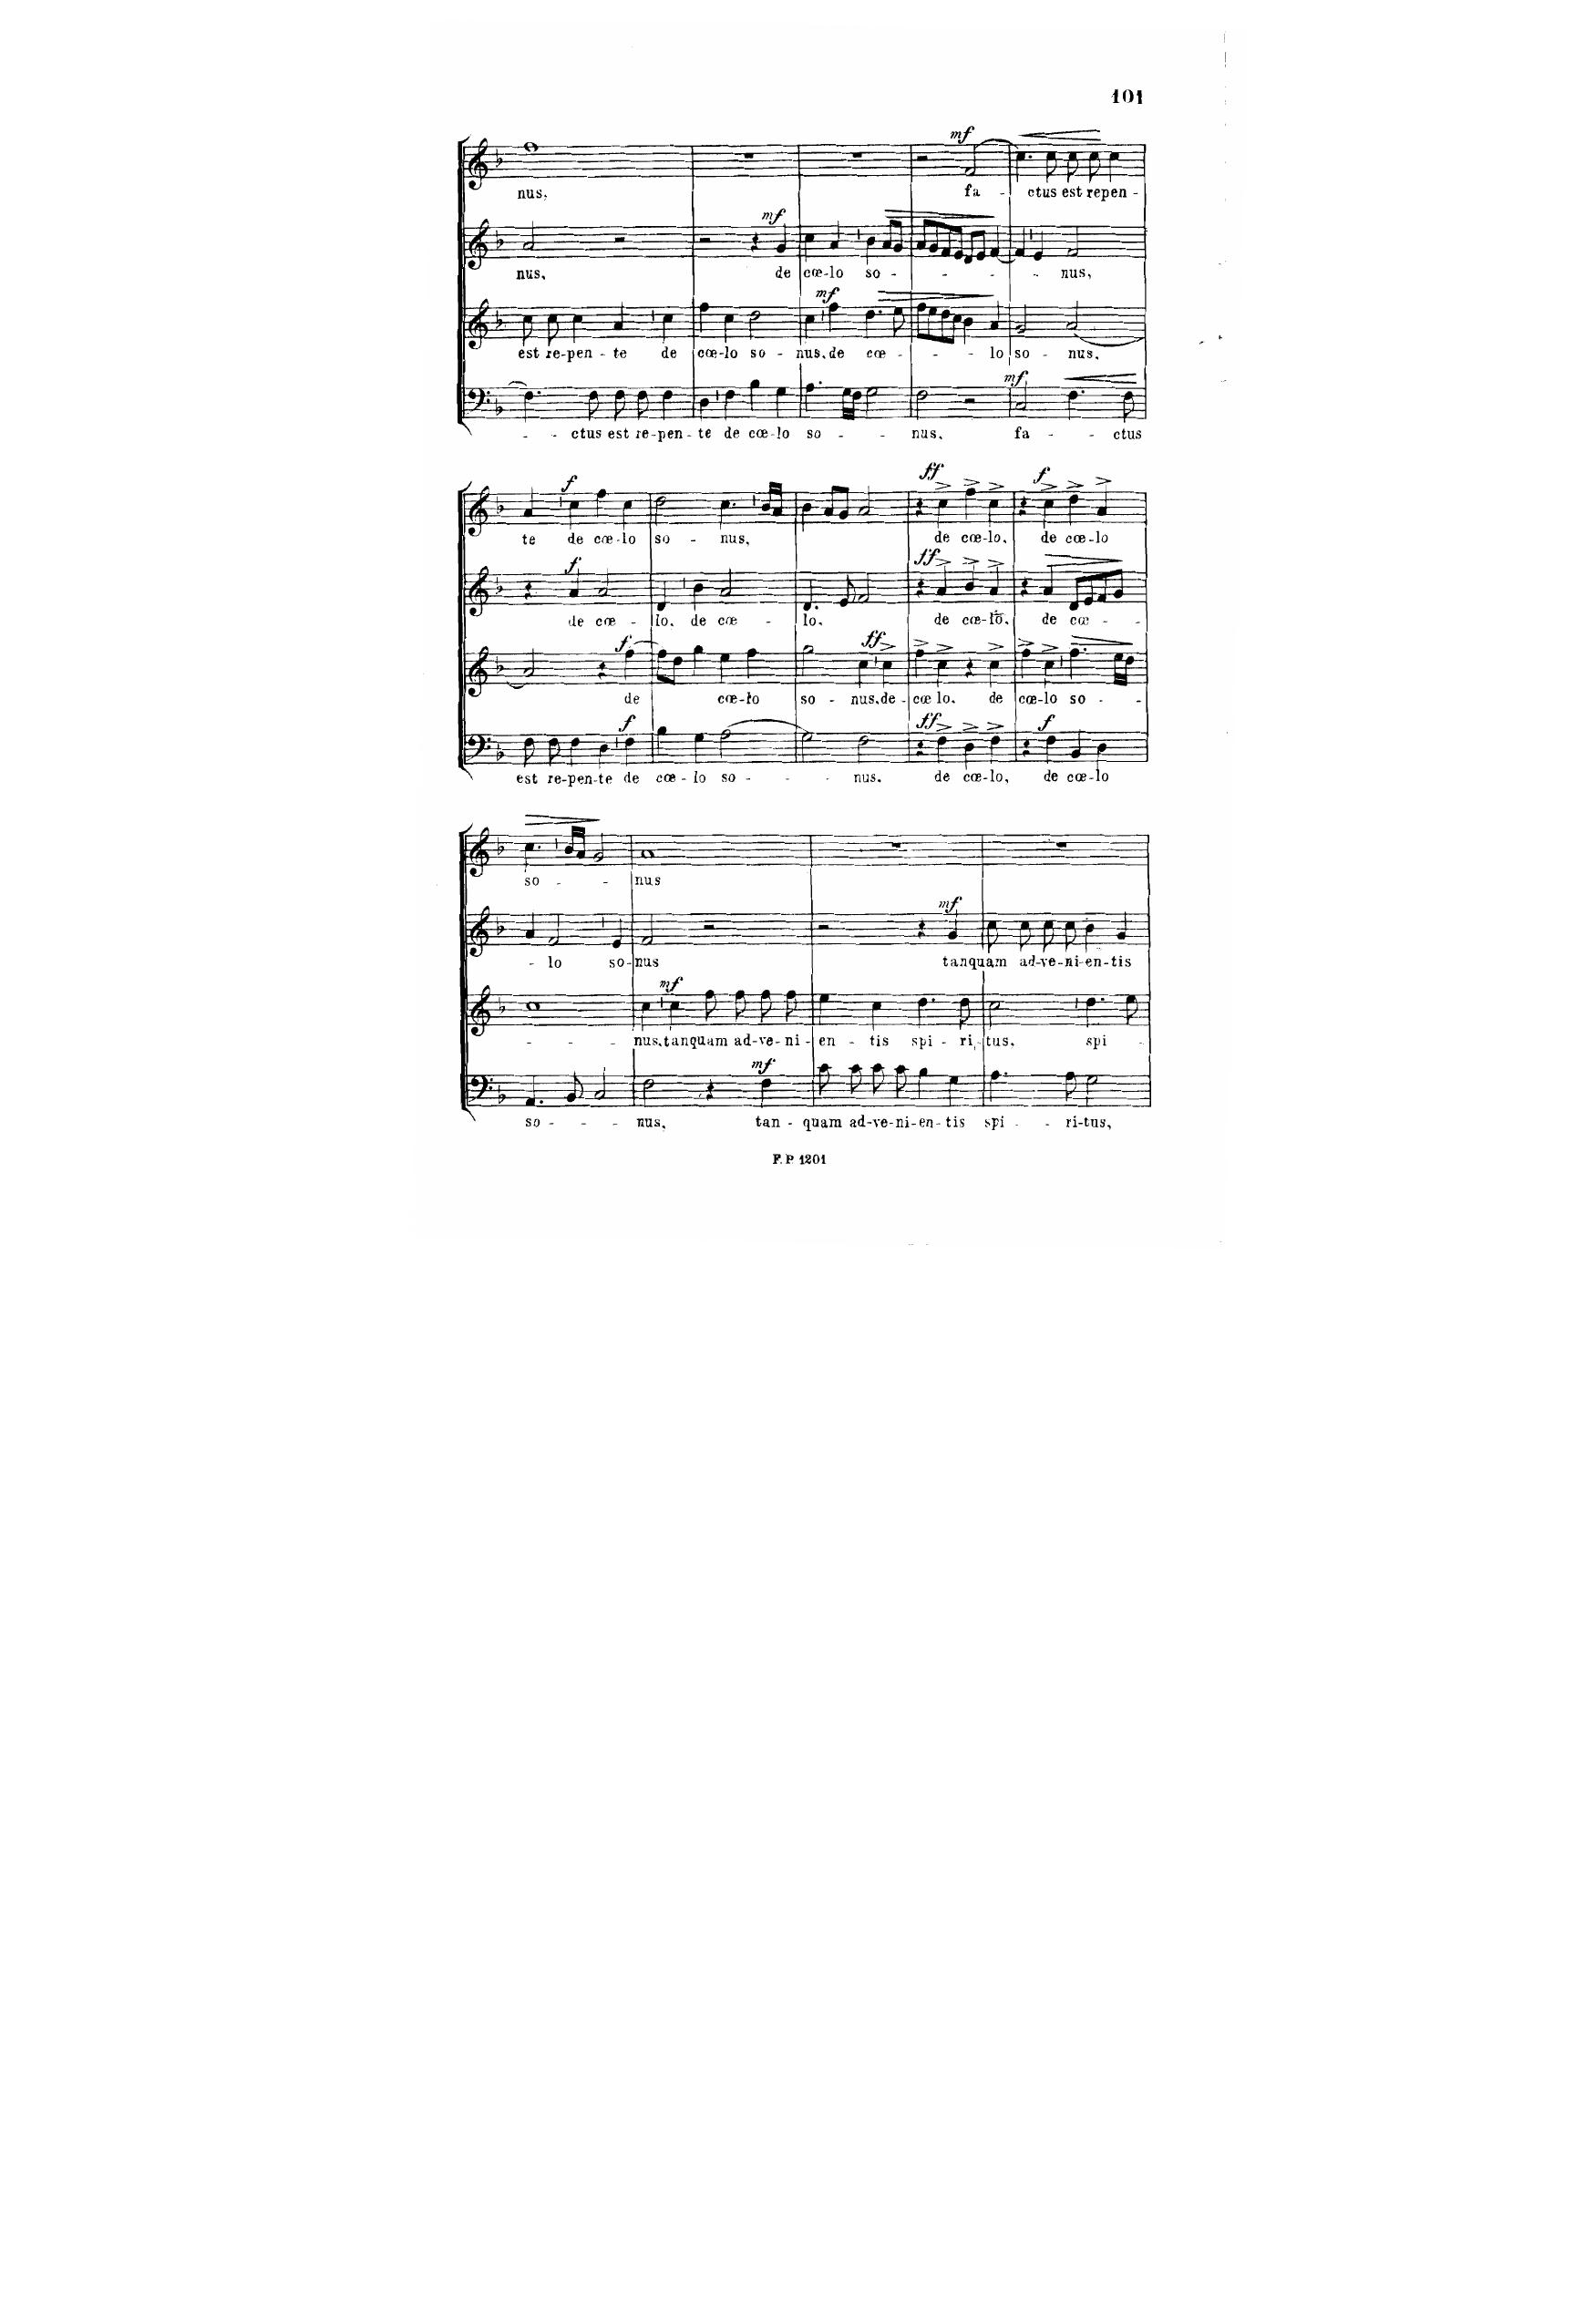 101
mf
nus, fa - ctus est repen -
mf
nus, de cœ-lo so - - - - nus,
mf
est re-pen - te de cœ-lo so - nus, de cœ - - - lo so - nus,
mf
- - ctus est re-pen - te de cœ-lo so - - nus, fa - - ctus
f ff f
te de cœ-lo so - nus, de cœ-lo, de cœ-lo
f ff
de cœ - lo, de cœ - lo, de cœ-lo, de cœ - -
f ff
de cœ-lo so - nus, de - cœ lo, de cœ-lo so - -
f ff f
est re-pen-te de cœ - lo so - - - nus, de cœ-lo, de cœ-lo
so - - - nus
mf
- lo so-nus tanquam ad-ve-ni-en-tis
mf
- - - nus, tanquam ad-ve-ni-en - tis spi - ri-tus, spi -
mf
so - - - nus, tan - quam ad-ve-ni-en-tis spi - - ri-tus,
F. P. 1201